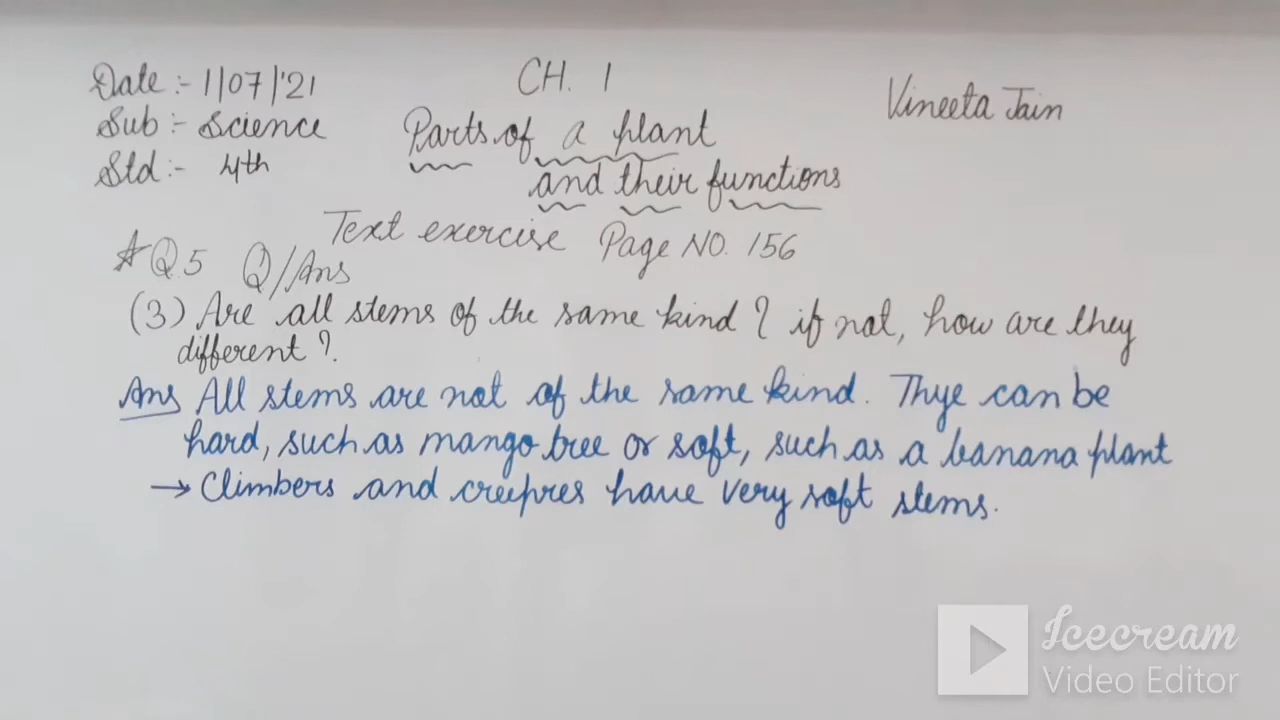 Date :- 1/07/'21
CH. 1
Vineeta Jain
Sub :- Science
Parts of a plant
Std :- 4th
and their functions
Text exercise Page NO. 156
Q.5 Q/Ans
(3) Are all stems of the same kind ? if not, how are they
different ?.
Ans All stems are not of the same kind. Thye can be
hard, such as mango tree or soft, such as a banana plant
→ Climbers and creepres have very soft stems.
Icecream
Video Editor